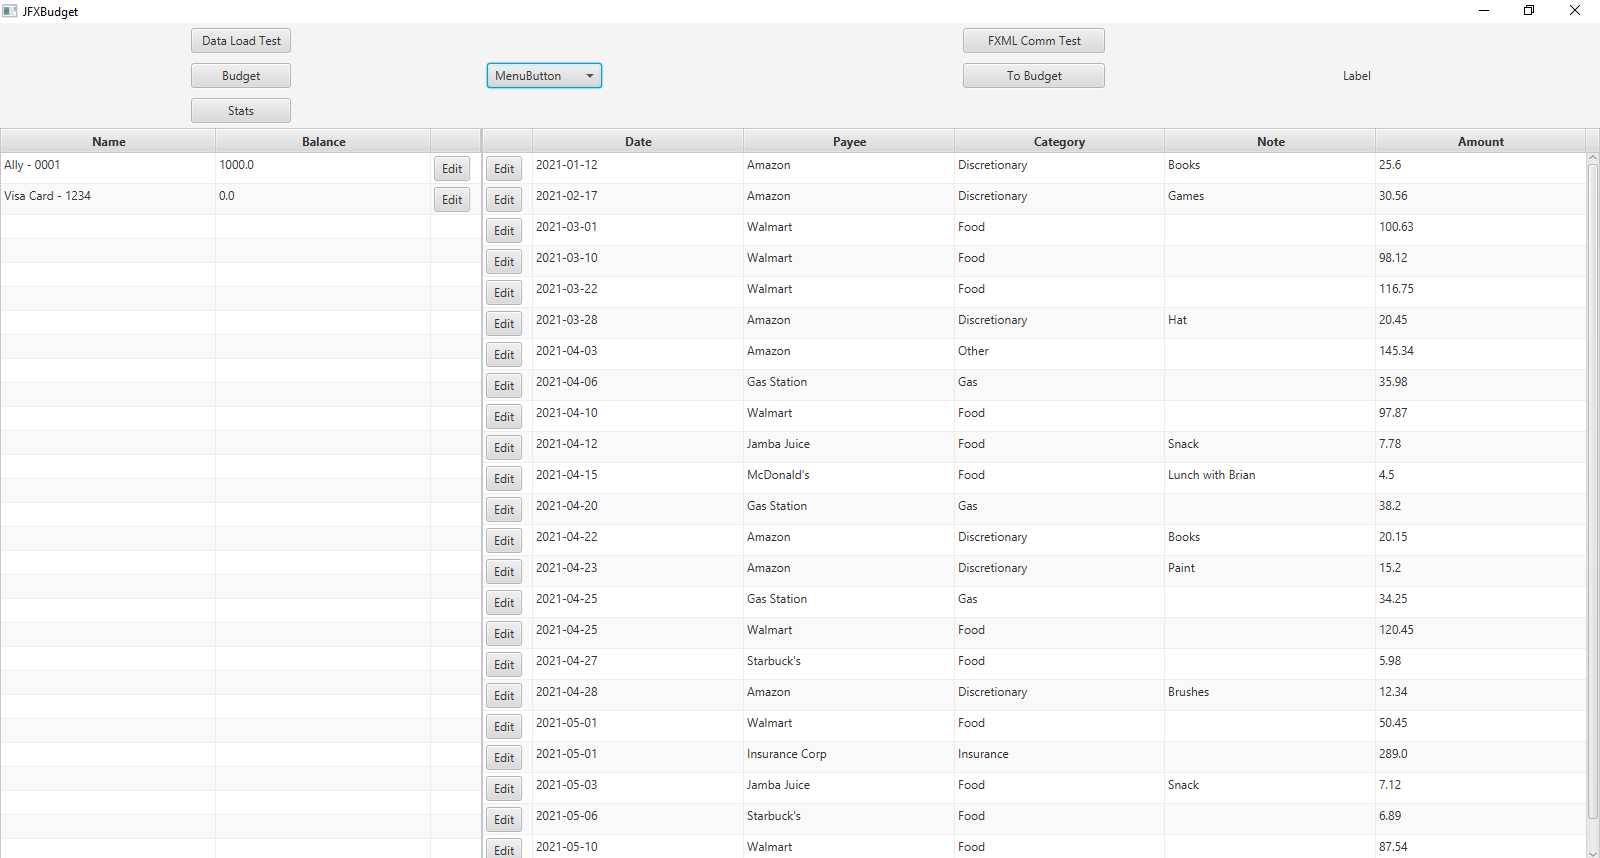 JFXBudget
Data Load Test FXML Comm Test
Budget MenuButton To Budget Label
Stats
Name Balance Date Payee Category Note Amount
Ally - 0001 1000.0 Edit Edit 2021-01-12 Amazon Discretionary Books 25.6
Visa Card - 1234 0.0 Edit Edit 2021-02-17 Amazon Discretionary Games 30.56
Edit 2021-03-01 Walmart Food 100.63
Edit 2021-03-10 Walmart Food 98.12
Edit 2021-03-22 Walmart Food 116.75
Edit 2021-03-28 Amazon Discretionary Hat 20.45
Edit 2021-04-03 Amazon Other 145.34
Edit 2021-04-06 Gas Station Gas 35.98
Edit 2021-04-10 Walmart Food 97.87
Edit 2021-04-12 Jamba Juice Food Snack 7.78
Edit 2021-04-15 McDonald's Food Lunch with Brian 4.5
Edit 2021-04-20 Gas Station Gas 38.2
Edit 2021-04-22 Amazon Discretionary Books 20.15
Edit 2021-04-23 Amazon Discretionary Paint 15.2
Edit 2021-04-25 Gas Station Gas 34.25
Edit 2021-04-25 Walmart Food 120.45
Edit 2021-04-27 Starbuck's Food 5.98
Edit 2021-04-28 Amazon Discretionary Brushes 12.34
Edit 2021-05-01 Walmart Food 50.45
Edit 2021-05-01 Insurance Corp Insurance 289.0
Edit 2021-05-03 Jamba Juice Food Snack 7.12
Edit 2021-05-06 Starbuck's Food 6.89
Edit 2021-05-10 Walmart Food 87.54